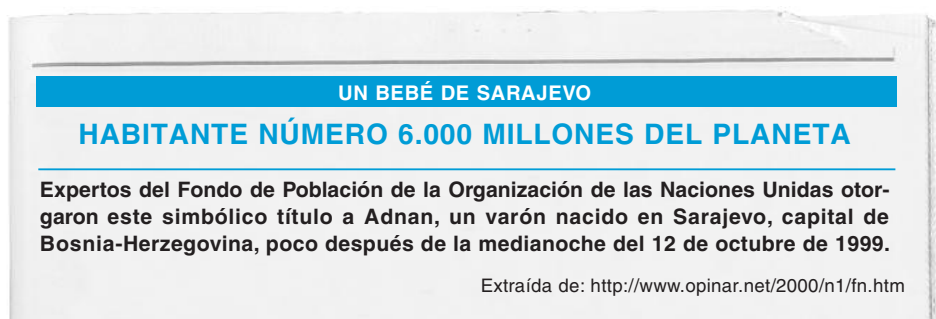 UN BEBÉ DE SARAJEVO
HABITANTE NÚMERO 6.000 MILLONES DEL PLANETA
Expertos del Fondo de Población de la Organización de las Naciones Unidas otor-
garon este simbólico título a Adnan, un varón nacido en Sarajevo, capital de
Bosnia-Herzegovina, poco después de la medianoche del 12 de octubre de 1999.
Extraída de: http://www.opinar.net/2000/n1/fn.htm